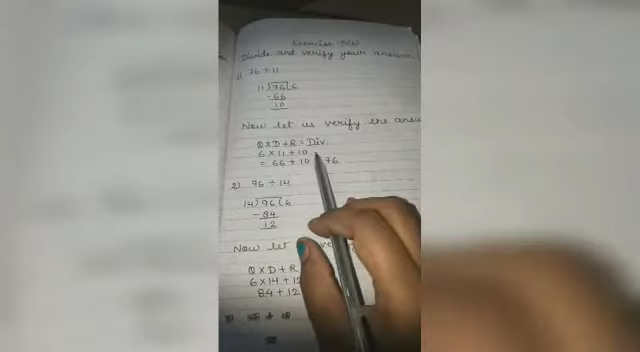 Divide and verify your answer
1) 76 ÷ 11
11) 76 ( 6
- 66
10
Now let us verify the answ
Q X D + R = Div
6 X 11 + 10
= 66 + 10 76
2) 96 ÷ 14
14) 96 ( 6
- 84
12
Now let
Q X D + R
6 X 14 + 12
84 + 12